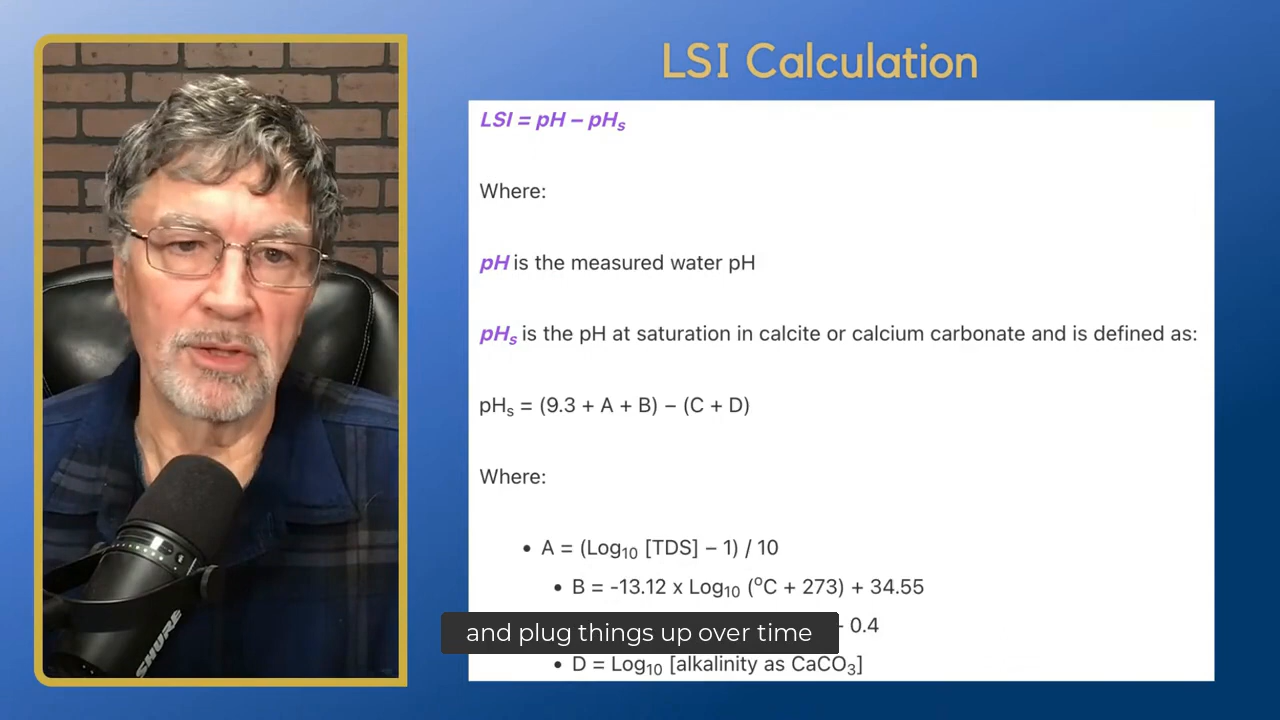 LSI Calculation
LSI = pH – pHₛ
Where:
pH is the measured water pH
pHₛ is the pH at saturation in calcite or calcium carbonate and is defined as:
pHₛ = (9.3 + A + B) – (C + D)
Where:
• A = (Log₁₀ [TDS] – 1) / 10
• B = -13.12 x Log₁₀ (ºC + 273) + 34.55
0.4
and plug things up over time
• D = Log₁₀ [alkalinity as CaCO₃]
SHURE